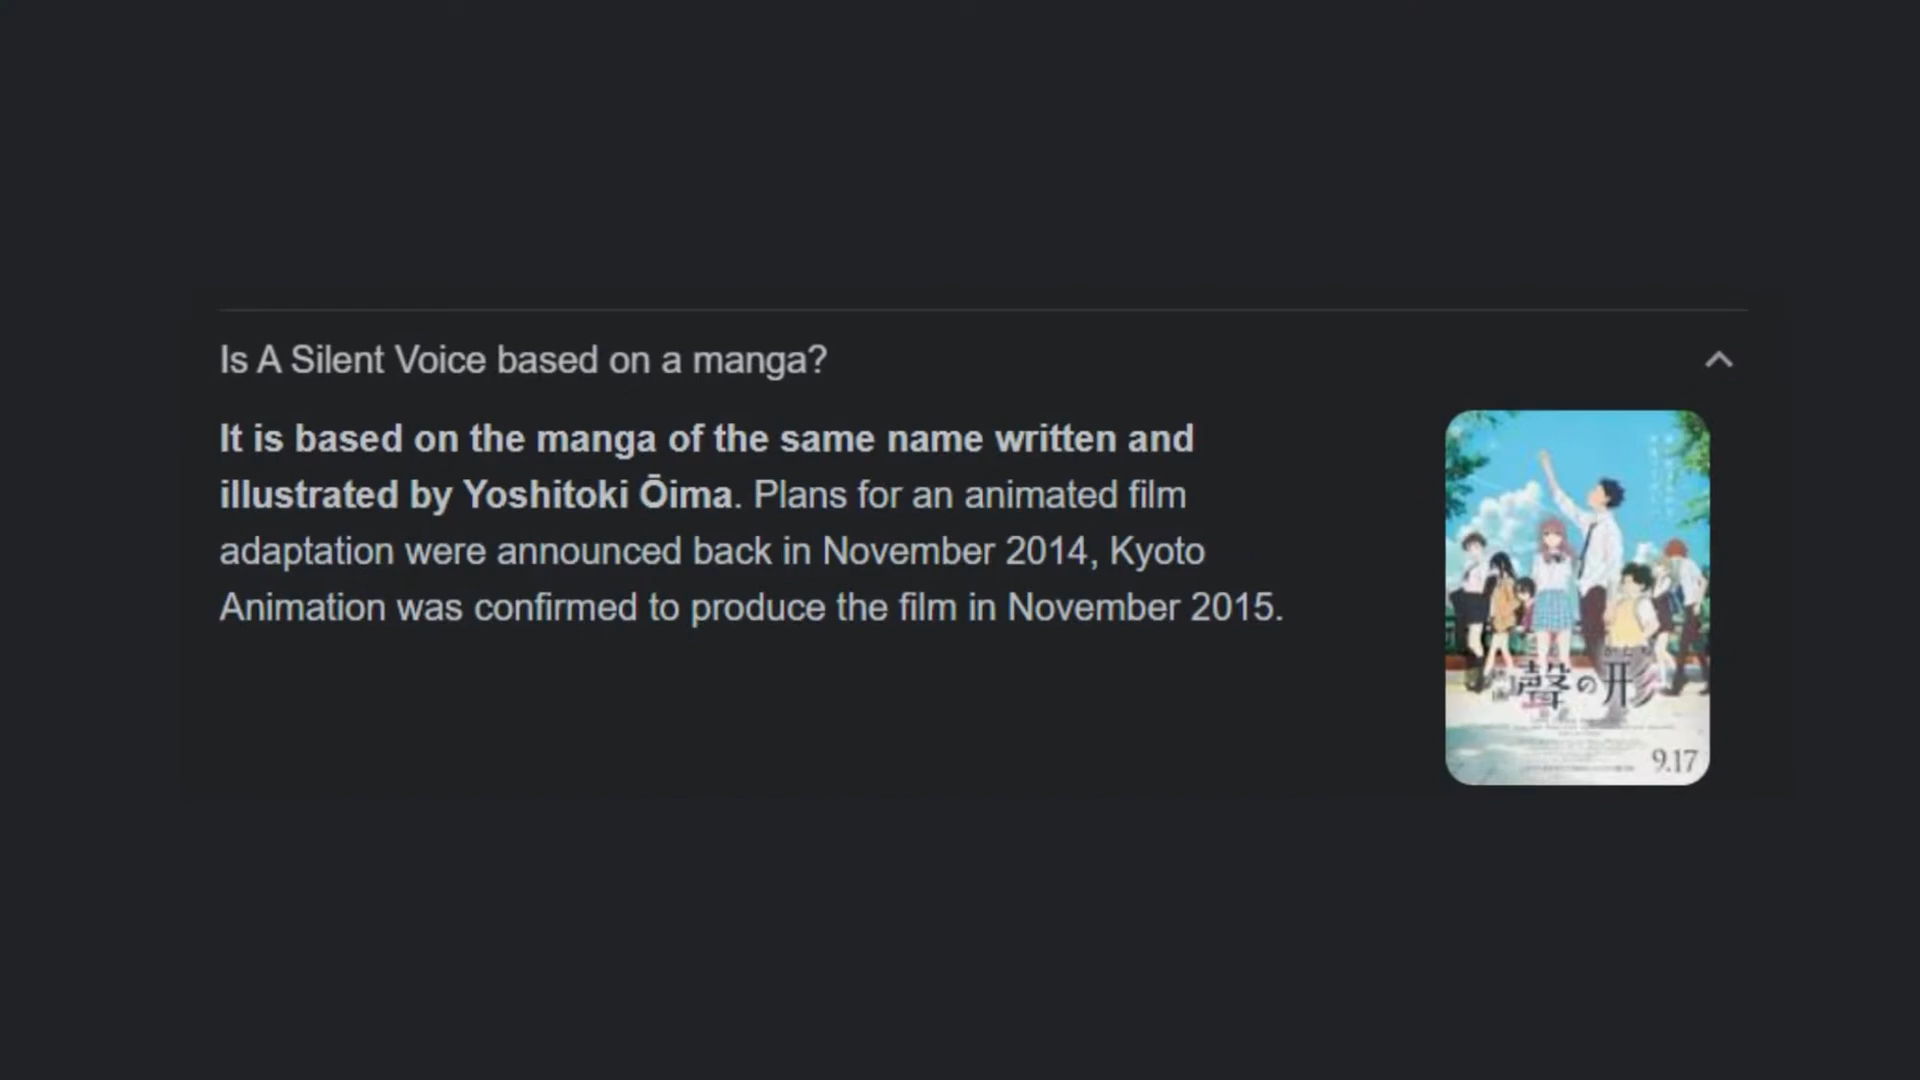 Is A Silent Voice based on a manga?
It is based on the manga of the same name written and
illustrated by Yoshitoki Ōima. Plans for an animated film
adaptation were announced back in November 2014, Kyoto
Animation was confirmed to produce the film in November 2015.
聲の形
9.17